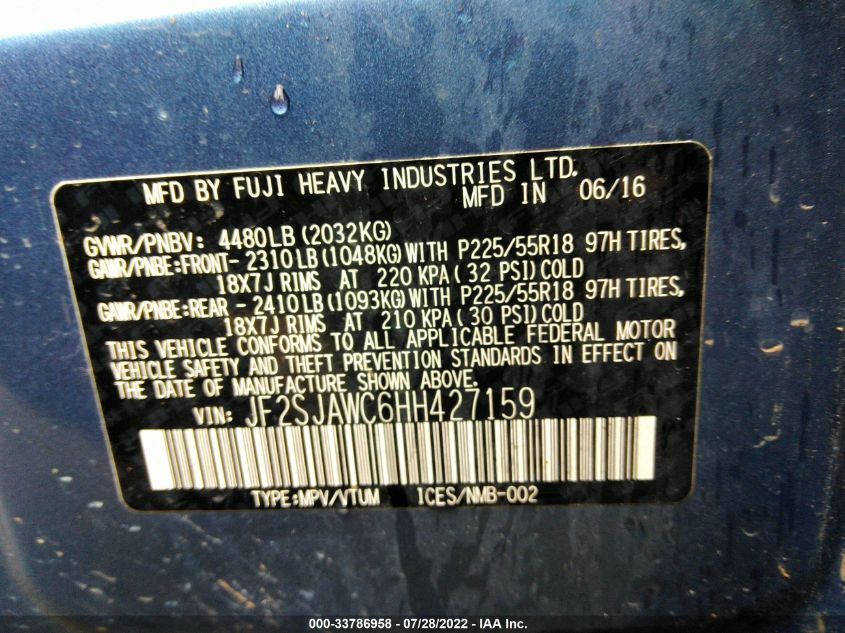 MFD BY FUJI HEAVY INDUSTRIES LTD.
MFD IN 06/16
GVWR/PNBV: 4480LB (2032KG)
GAWR/PNBE:FRONT- 2310LB (1048KG) WITH P225/55R18 97H TIRES,
18X7J RIMS AT 220 KPA ( 32 PSI) COLD
GAWR/PNBE:REAR - 2410LB (1093KG) WITH P225/55R18 97H TIRES,
18X7J RIMS AT 210 KPA ( 30 PSI) COLD
THIS VEHICLE CONFORMS TO ALL APPLICABLE FEDERAL MOTOR
VEHICLE SAFETY AND THEFT PREVENTION STANDARDS IN EFFECT ON
THE DATE OF MANUFACTURE SHOWN ABOVE.
VIN: JF2SJAWC6HH427159
TYPE:MPV/VTUM ICES/NMB-002
000-33786958 - 07/28/2022 - IAA Inc.